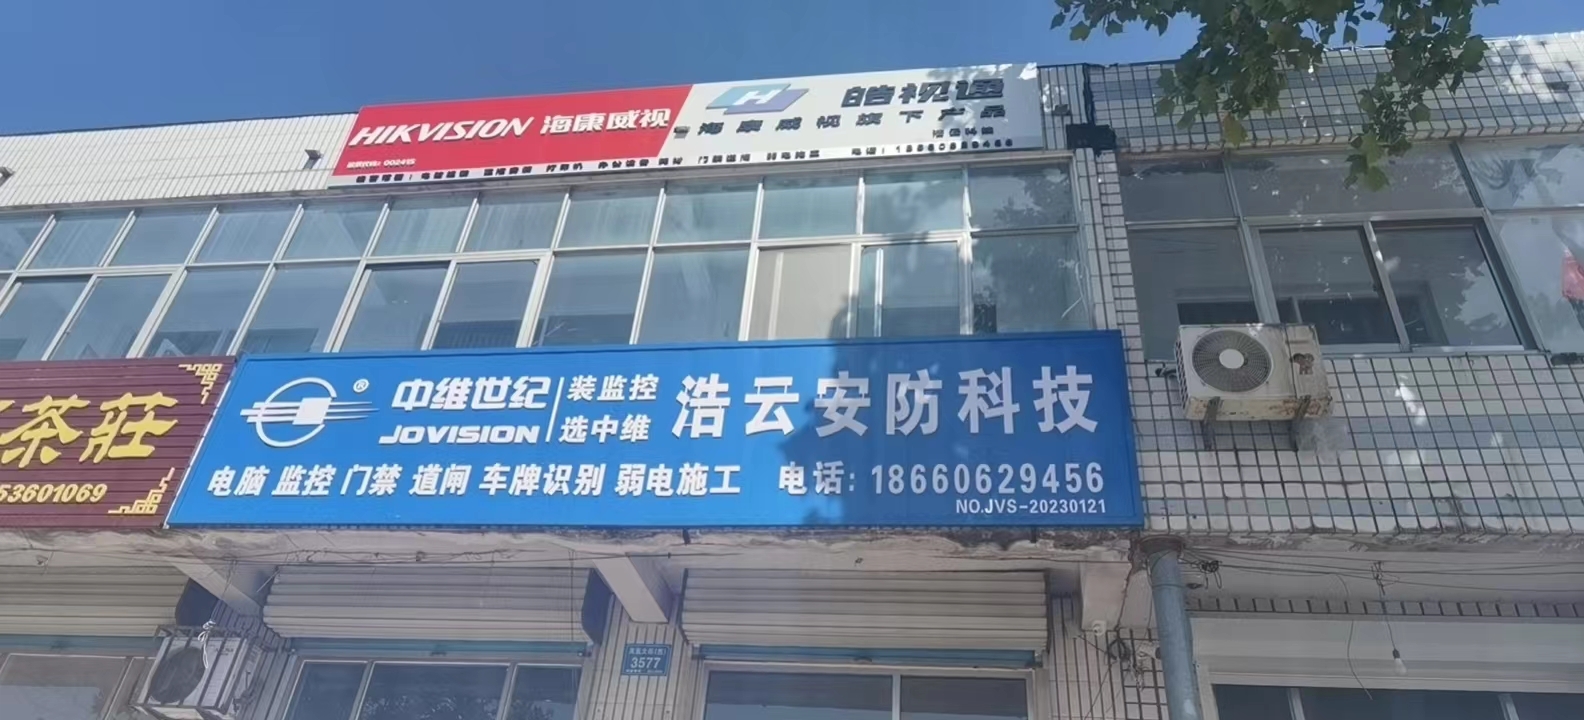 HIKVISION 海康威视
皓视通
海康威视旗下产品
中维世纪
JOVISION
装监控
选中维
浩云安防科技
电脑 监控 门禁 道闸 车牌识别 弱电施工 电话: 18660629456
NO.JVS-20230121
茶莊
53601069
3577